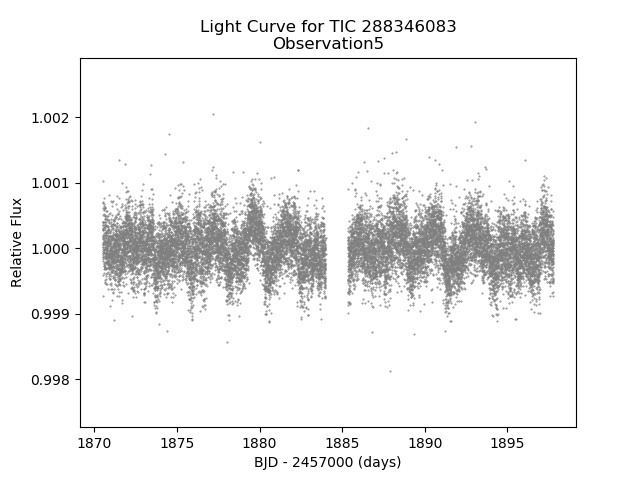 Light Curve for TIC 288346083
Observation5
1.002
1.001
1.000
0.999
0.998
Relative Flux
1870 1875 1880 1885 1890 1895
BJD - 2457000 (days)